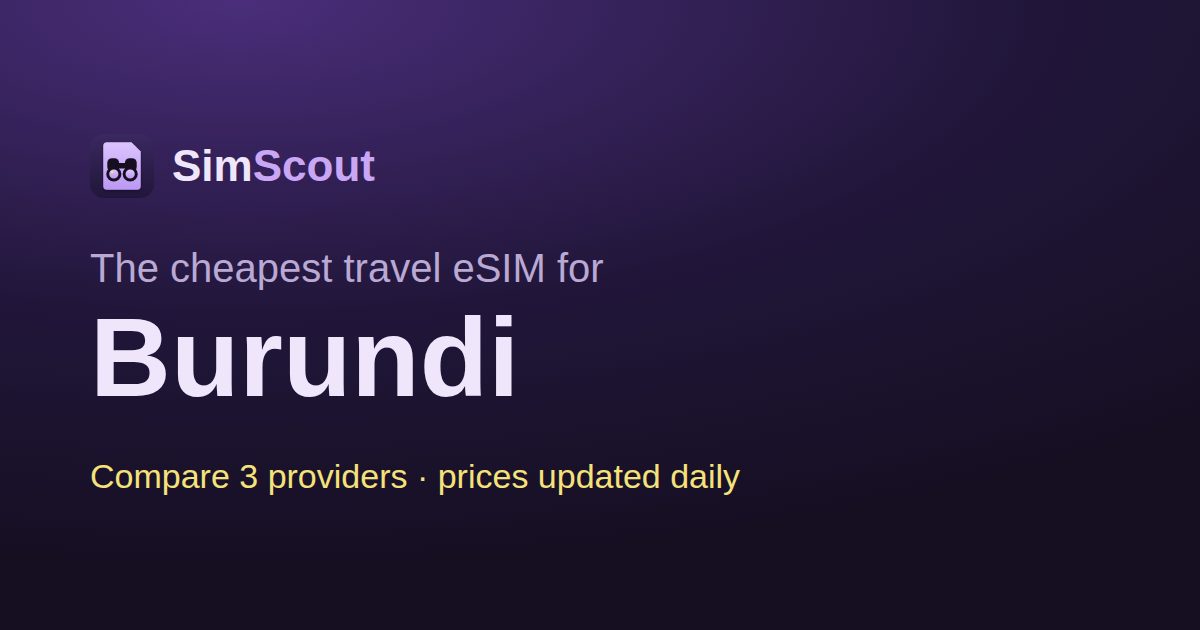 SimScout
The cheapest travel eSIM for
Burundi
Compare 3 providers · prices updated daily